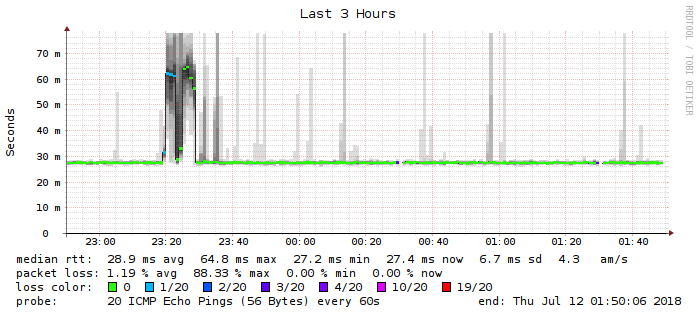 Last 3 Hours
RRDTOOL / TOBI OETIKER
Seconds
70 m
60 m
50 m
40 m
30 m
20 m
10 m
0
23:00 23:20 23:40 00:00 00:20 00:40 01:00 01:20 01:40
median rtt: 28.9 ms avg 64.8 ms max 27.2 ms min 27.4 ms now 6.7 ms sd 4.3 am/s
packet loss: 1.19 % avg 88.33 % max 0.00 % min 0.00 % now
loss color: 0 1/20 2/20 3/20 4/20 10/20 19/20
probe: 20 ICMP Echo Pings (56 Bytes) every 60s end: Thu Jul 12 01:50:06 2018